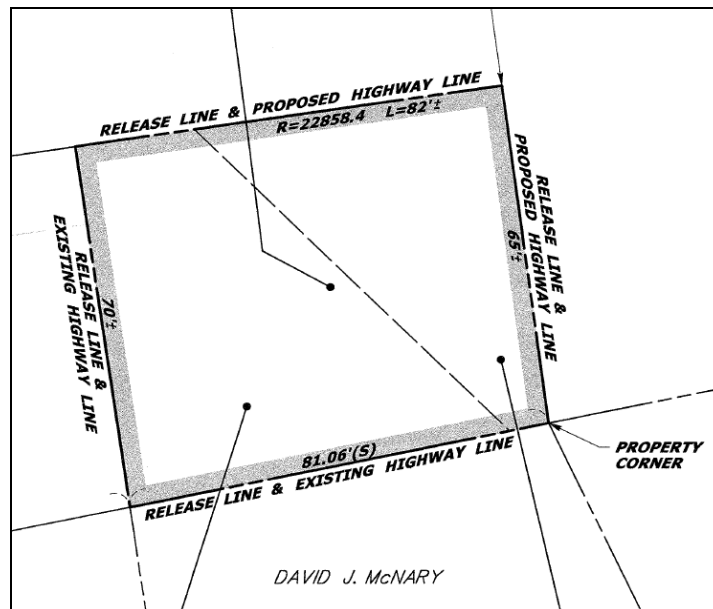 RELEASE LINE & PROPOSED HIGHWAY LINE
R=22858.4 L=82'±
RELEASE LINE &
PROPOSED HIGHWAY LINE
65'±
70'±
RELEASE LINE &
EXISTING HIGHWAY LINE
81.06'(S)
RELEASE LINE & EXISTING HIGHWAY LINE
PROPERTY
CORNER
DAVID J. McNARY